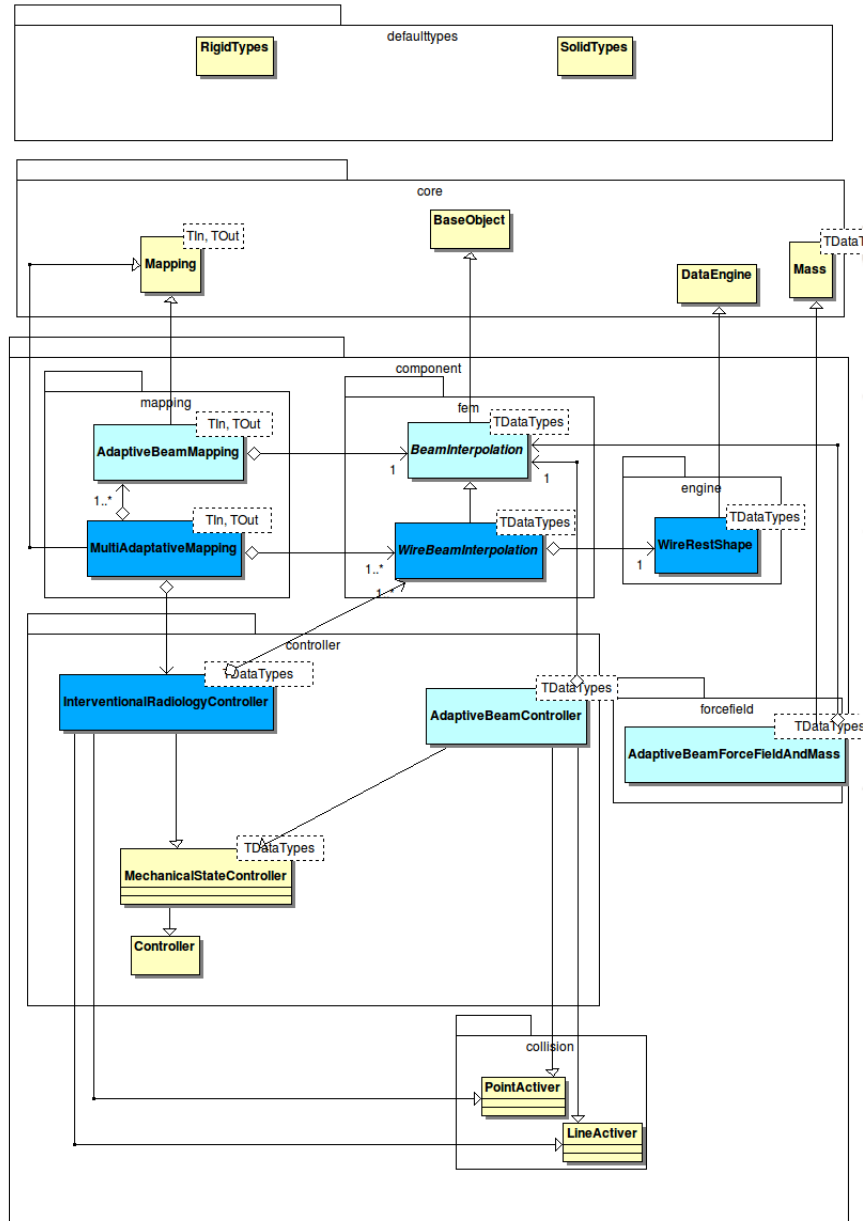 defaulttypes
RigidTypes
SolidTypes
core
TIn, TOut
Mapping
BaseObject
TDataT
Mass
DataEngine
component
mapping
fem
TIn, TOut
AdaptiveBeamMapping
TDataTypes
BeamInterpolation
1
1
engine
1..*
TIn, TOut
MultiAdaptativeMapping
TDataTypes
WireBeamInterpolation
TDataTypes
WireRestShape
1..*
1
1..*
controller
TDataTypes
InterventionalRadiologyController
TDataTypes
AdaptiveBeamController
forcefield
TDataTypes
AdaptiveBeamForceFieldAndMass
TDataTypes
MechanicalStateController
Controller
collision
PointActiver
LineActiver